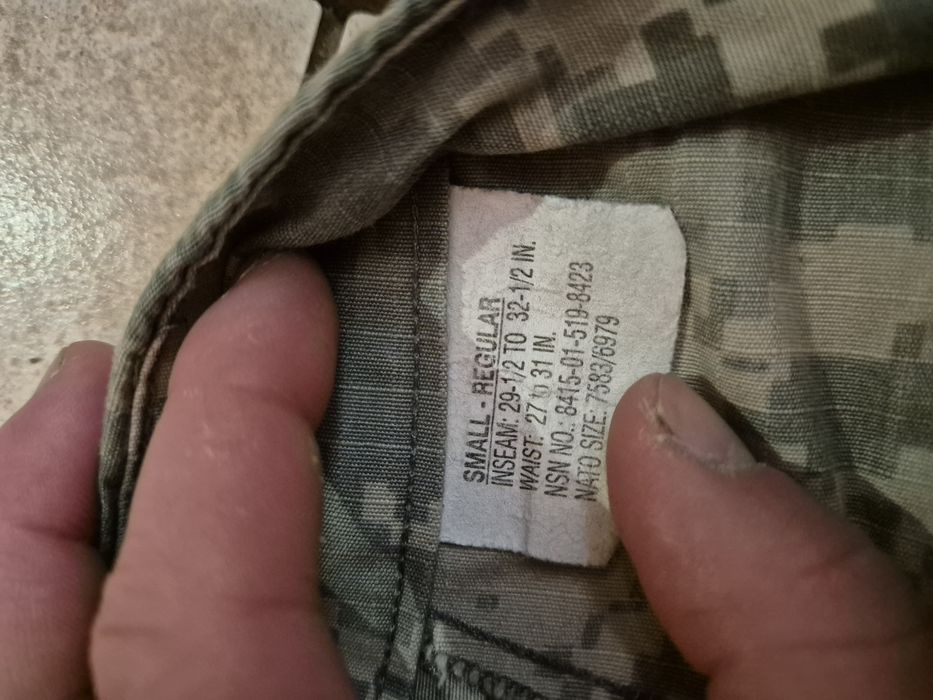 SMALL - REGULAR
INSEAM: 29-1/2 TO 32-1/2 IN.
WAIST: 27 to 31 IN.
NSN NO.: 8415-01-519-8423
NATO SIZE: 7583/6979